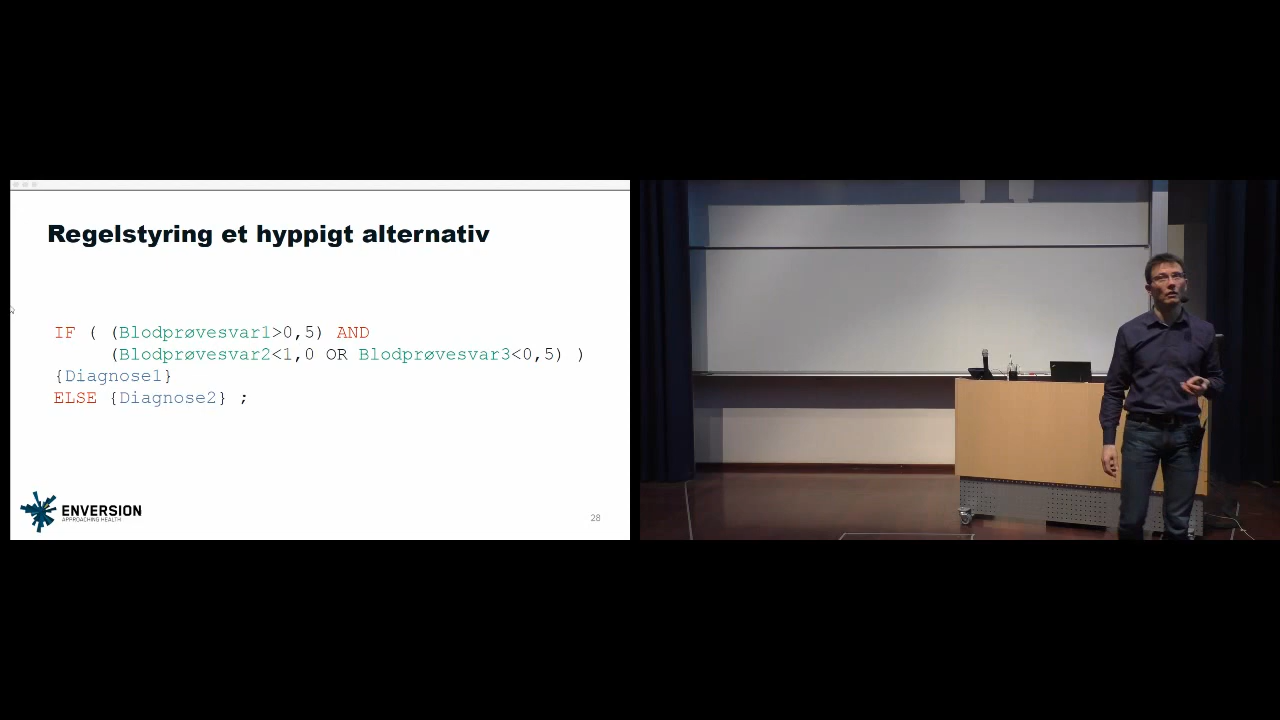 Regelstyring et hyppigt alternativ
IF ( (Blodprøvesvar1>0,5) AND
(Blodprøvesvar2<1,0 OR Blodprøvesvar3<0,5) )
{Diagnose1}
ELSE {Diagnose2} ;
ENVERSION
APPROACHING HEALTH
28